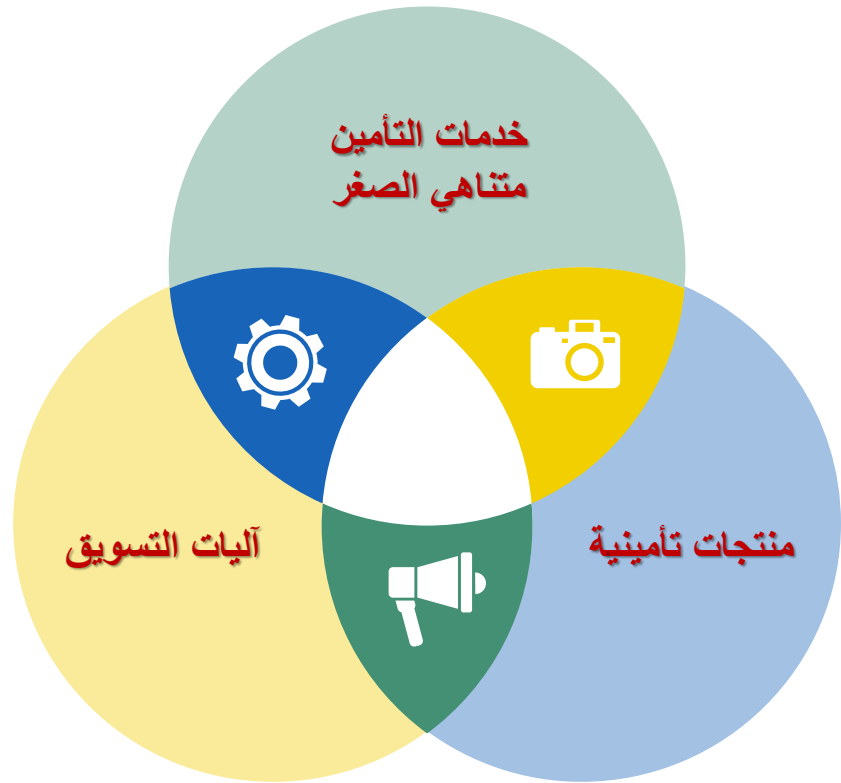 خدمات التأمين
متناهي الصغر
منتجات تأمينية
آليات التسويق